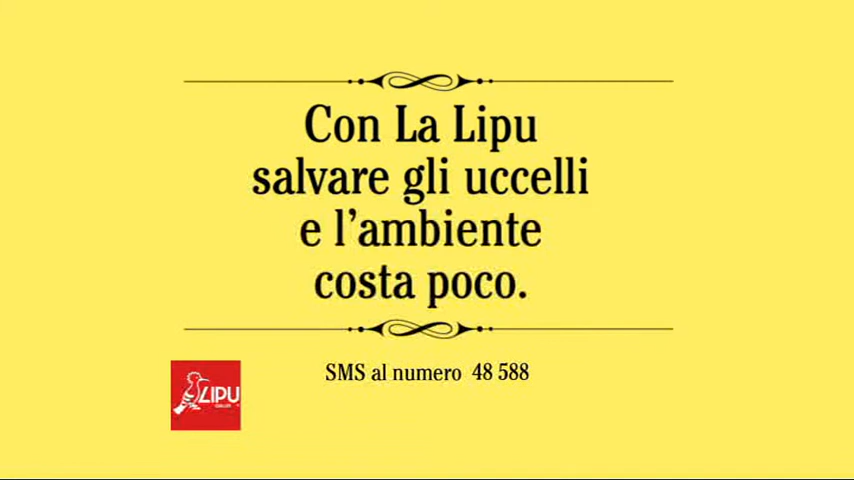 Con La Lipu
salvare gli uccelli
e l’ambiente
costa poco.
SMS al numero 48 588
LIPU